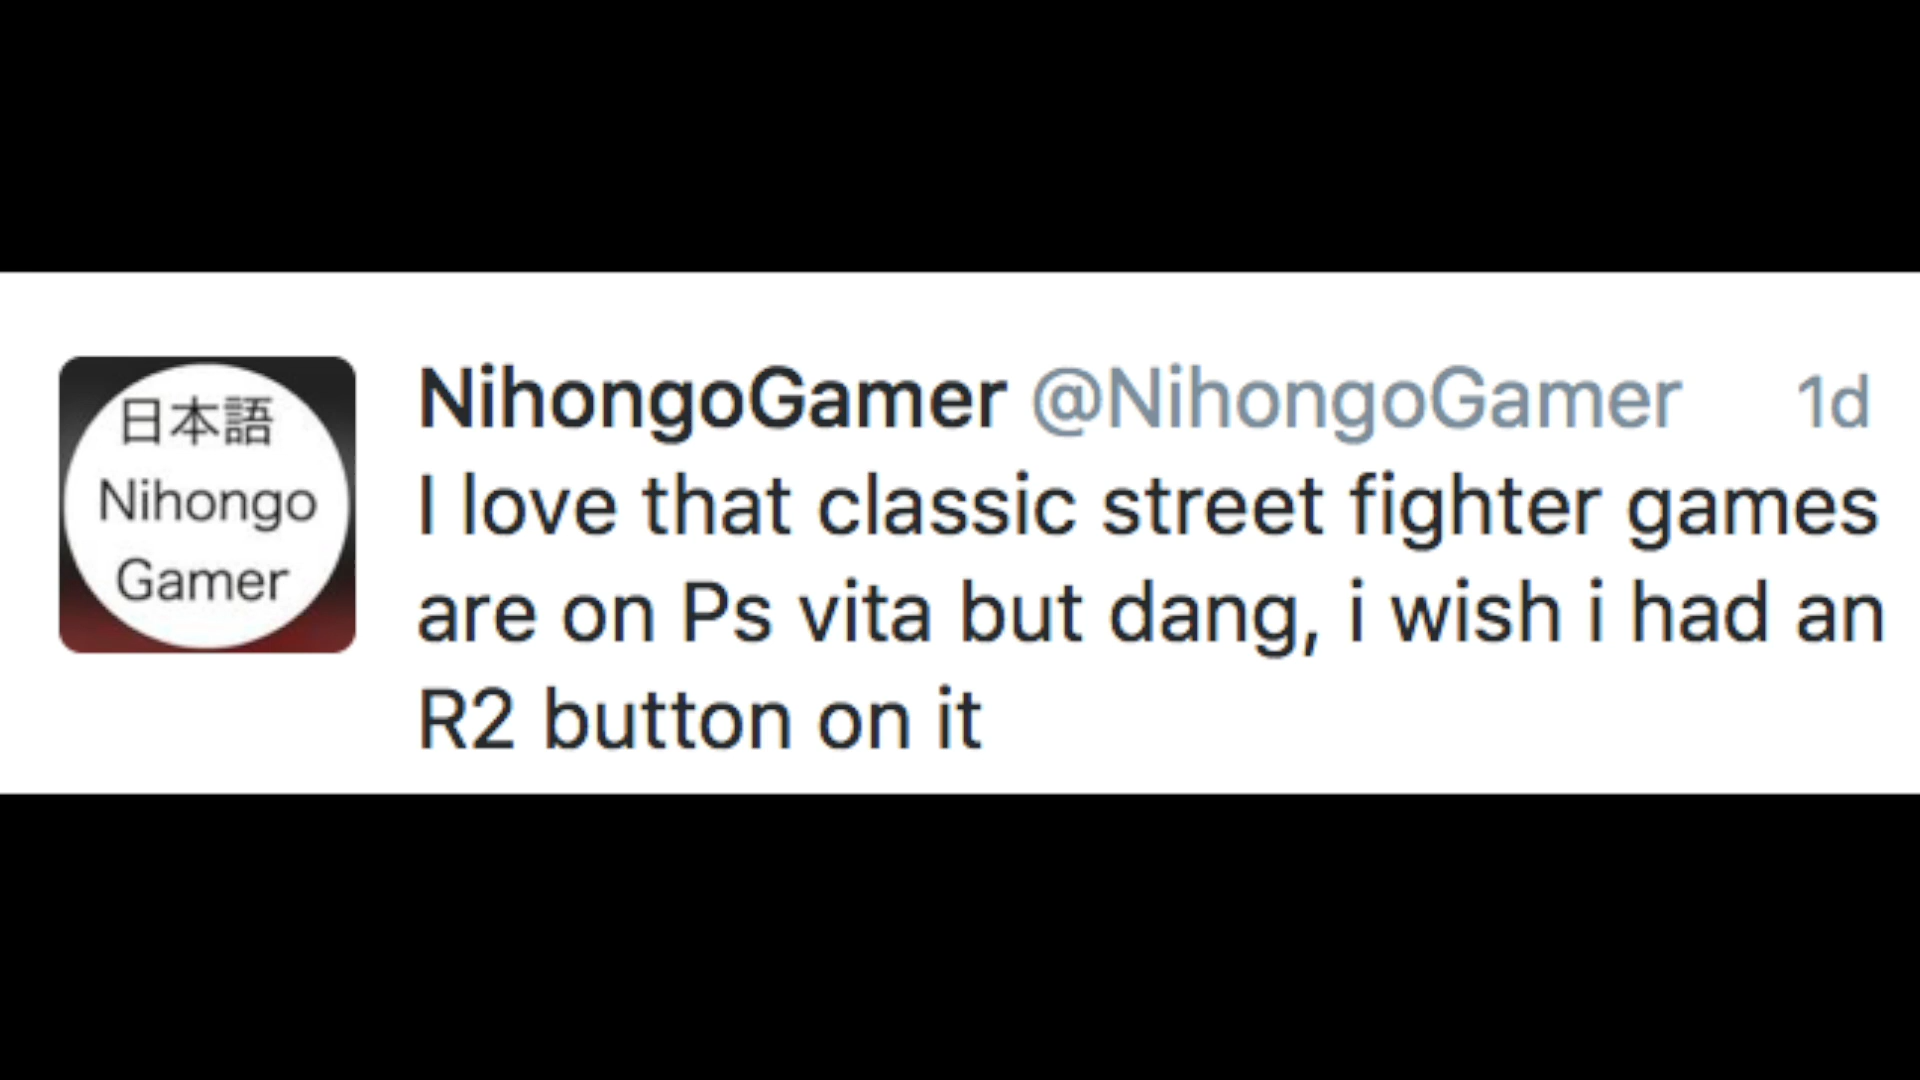 日本語
Nihongo
Gamer
NihongoGamer @NihongoGamer 1d
I love that classic street fighter games
are on Ps vita but dang, i wish i had an
R2 button on it